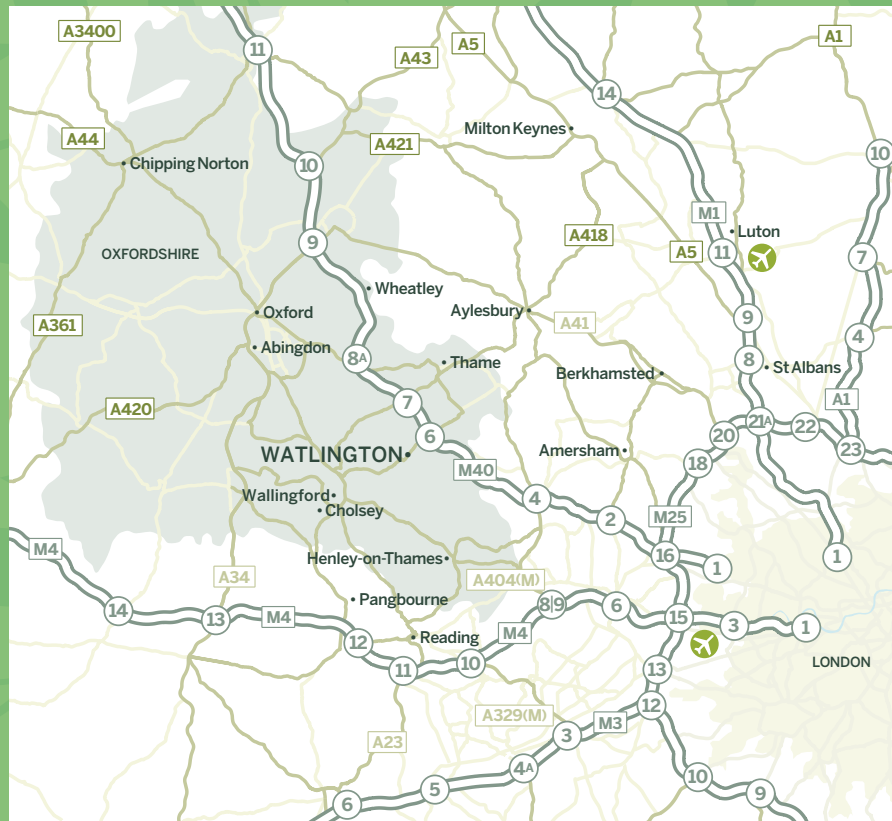 A3400
A5
A1
A43
11
14
Milton Keynes
A44
A421
10
Chipping Norton
10
M1
Luton
A418
9
OXFORDSHIRE
A5
11
7
Wheatley
Oxford
Aylesbury
9
A361
A41
4
Abingdon
8A
Thame
8
St Albans
Berkhamsted
7
A1
A420
21A
22
6
20
23
WATLINGTON
Amersham
18
M40
Wallingford
4
Cholsey
2
M25
16
1
1
M4
Henley-on-Thames
A34
A404(M)
Pangbourne
14
13
M4
8|9
6
15
3
1
12
Reading
M4
11
10
13
LONDON
12
A329(M)
M3
3
A23
4A
10
5
9
6